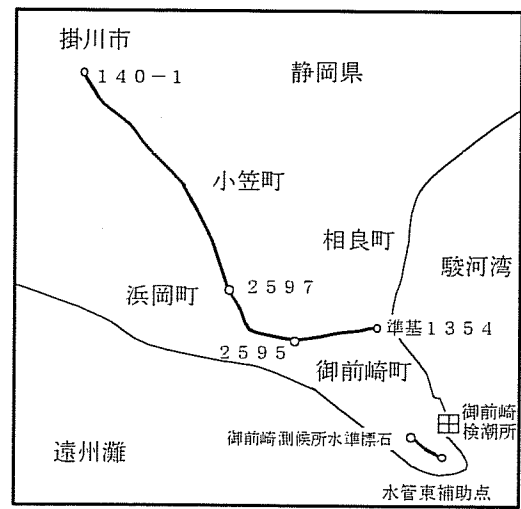 掛川市
140-1
静岡県
小笠町
相良町
駿河湾
浜岡町
2597
準基1354
2595
御前崎町
御前崎
検潮所
御前崎測候所水準標石
遠州灘
水管東補助点